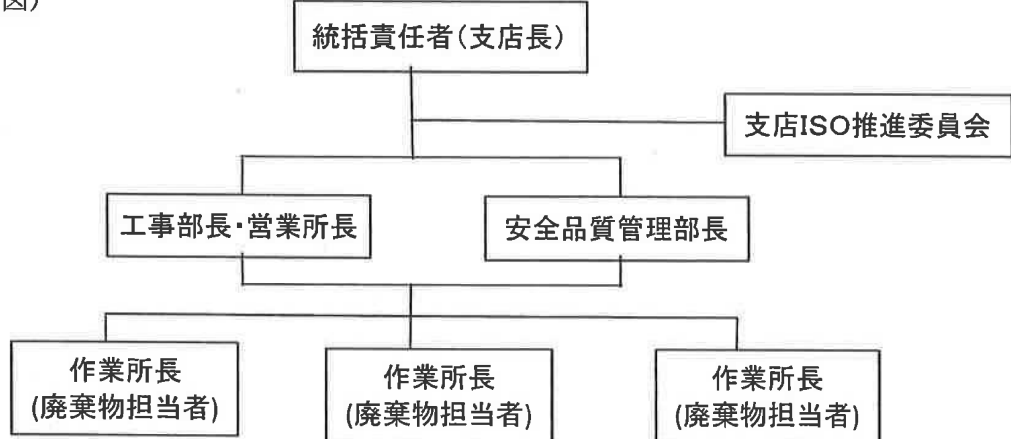 図)
統括責任者(支店長)
支店ISO推進委員会
工事部長・営業所長
安全品質管理部長
作業所長
(廃棄物担当者)
作業所長
(廃棄物担当者)
作業所長
(廃棄物担当者)